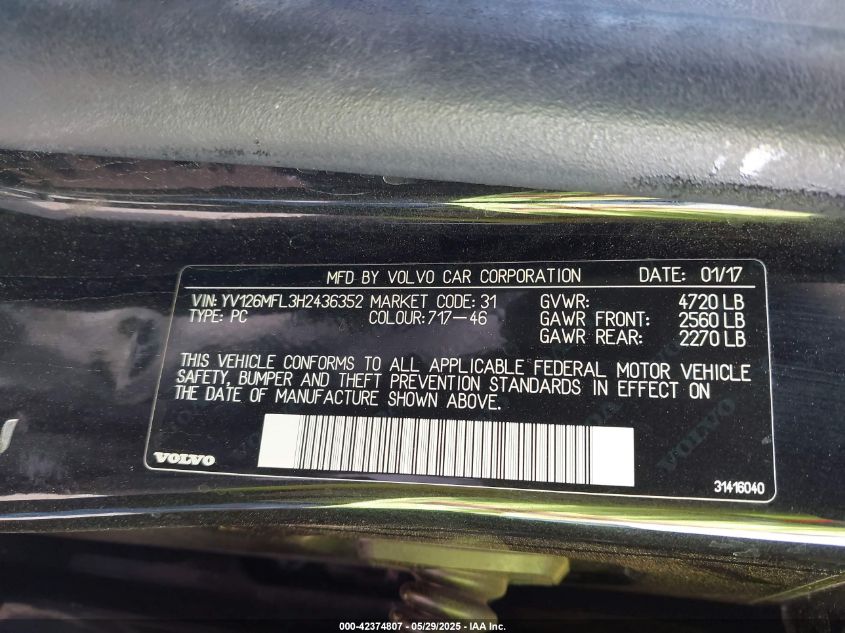 MFD BY VOLVO CAR CORPORATION DATE: 01/17
VIN: YV126MFL3H2436352 MARKET CODE: 31 GVWR: 4720 LB
TYPE: PC COLOUR: 717-46 GAWR FRONT: 2560 LB
GAWR REAR: 2270 LB
THIS VEHICLE CONFORMS TO ALL APPLICABLE FEDERAL MOTOR VEHICLE
SAFETY, BUMPER AND THEFT PREVENTION STANDARDS IN EFFECT ON
THE DATE OF MANUFACTURE SHOWN ABOVE.
VOLVO
VOLVO
31416040
000-42374807 - 05/29/2025 - IAA Inc.